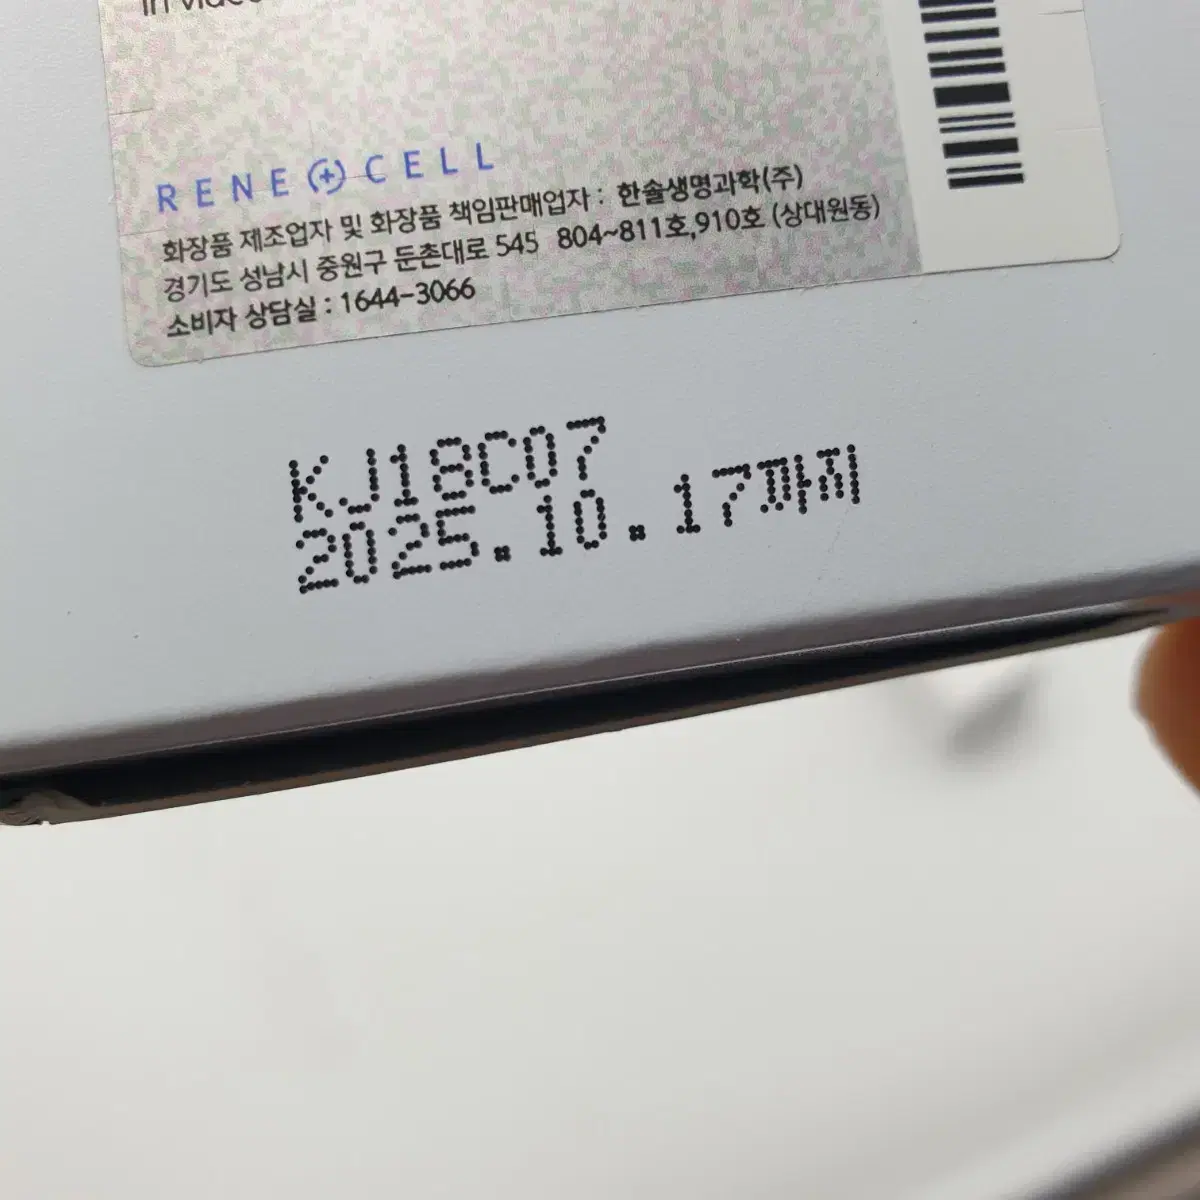 in video
RENE CELL
화장품 제조업자 및 화장품 책임판매업자 : 한솔생명과학(주)
경기도 성남시 중원구 둔촌대로 545 804~811호,910호 (상대원동)
소비자 상담실 : 1644-3066
KJ18C07
2025.10.17까지